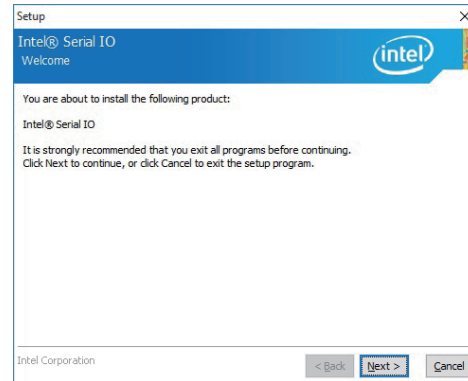 Setup
Intel® Serial IO
Welcome
intel
You are about to install the following product:
Intel® Serial IO
It is strongly recommended that you exit all programs before continuing.
Click Next to continue, or click Cancel to exit the setup program.
Intel Corporation
< Back Next > Cancel